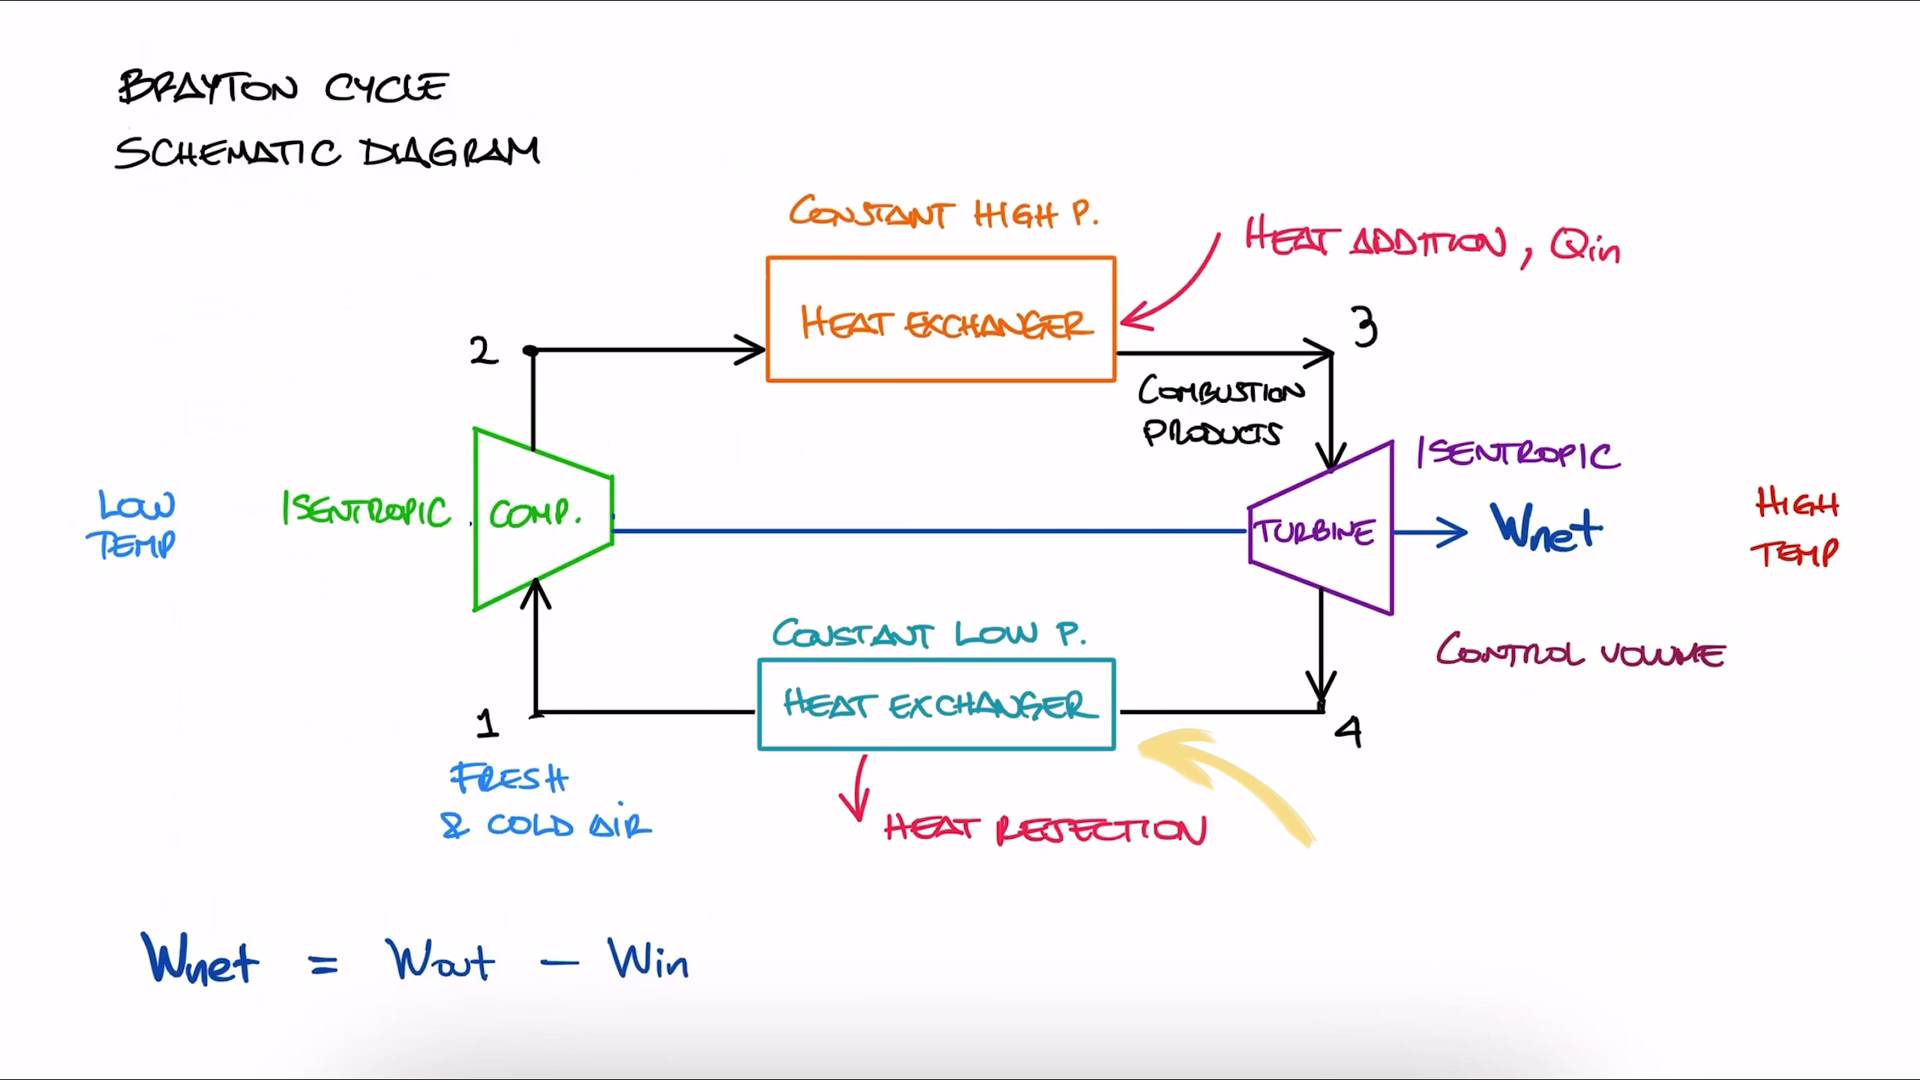 BRAYTON CYCLE
SCHEMATIC DIAGRAM
CONSTANT HIGH P.
HEAT ADDITION, Qin
HEAT EXCHANGER
2
3
COMBUSTION
PRODUCTS
ISENTROPIC
LOW
TEMP
ISENTROPIC
COMP.
TURBINE
Wnet
HIGH
TEMP
CONSTANT LOW P.
CONTROL VOLUME
HEAT EXCHANGER
1
4
FRESH
& COLD AIR
HEAT REJECTION
Wnet = Wout - Win